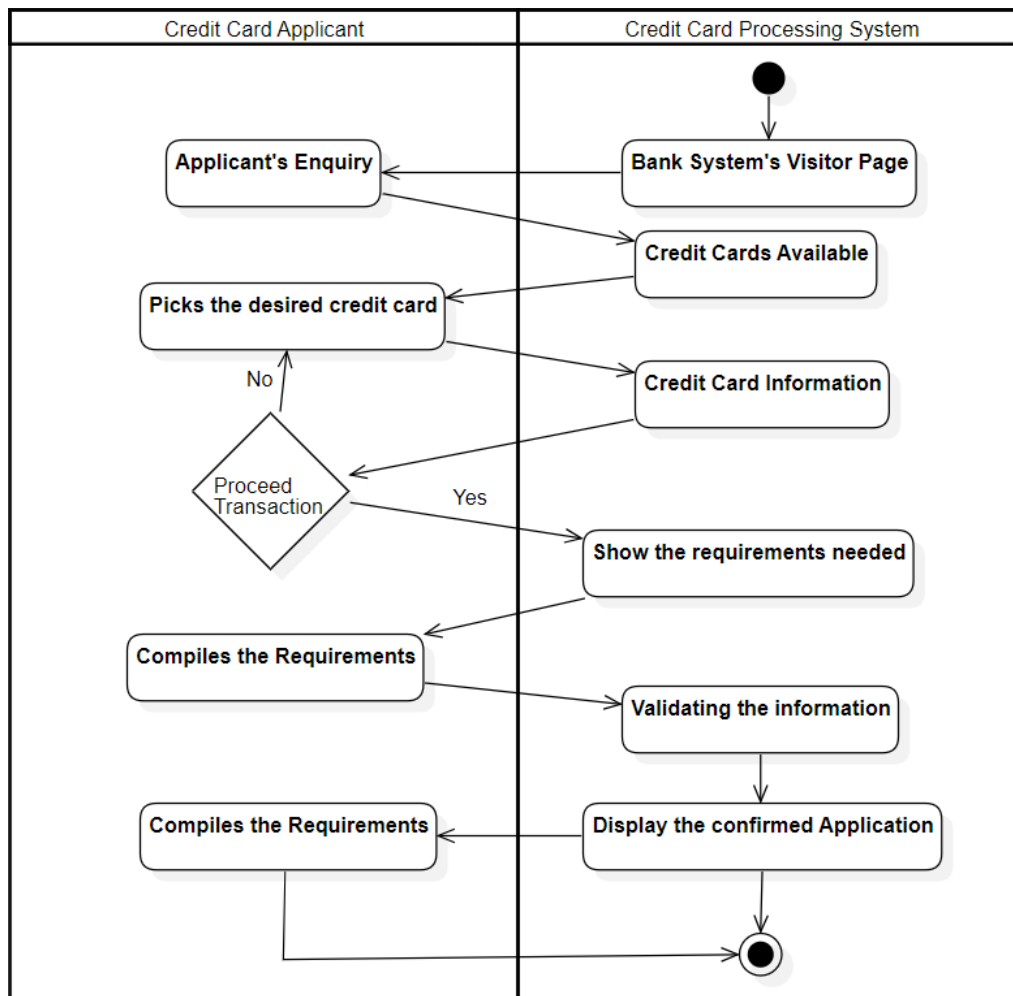 Credit Card Applicant
Credit Card Processing System
Bank System's Visitor Page
Applicant's Enquiry
Credit Cards Available
Picks the desired credit card
Credit Card Information
No
Proceed
Transaction
Yes
Show the requirements needed
Compiles the Requirements
Validating the information
Display the confirmed Application
Compiles the Requirements